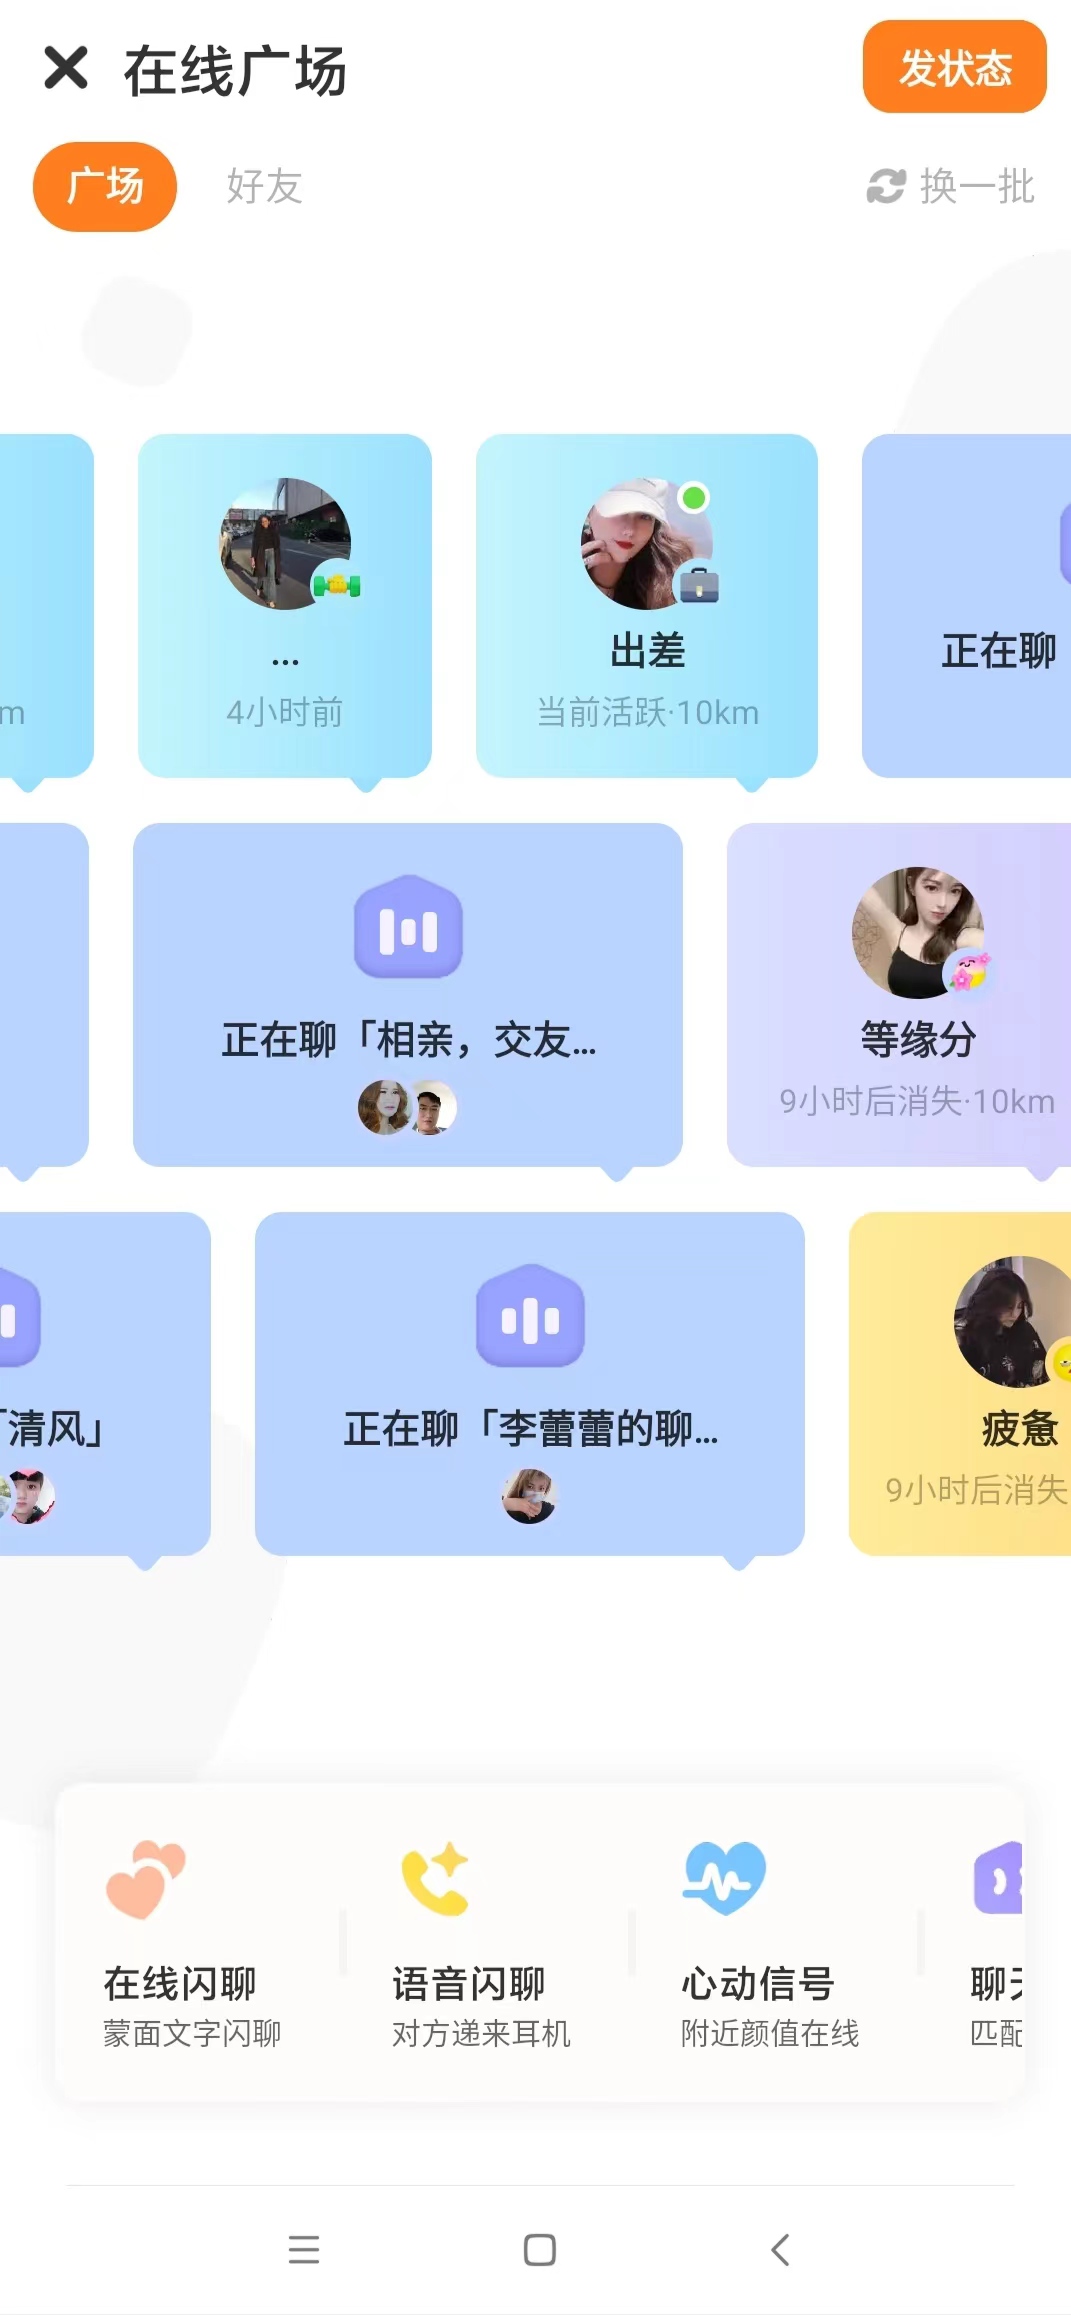 在线广场
发状态
广场
好友
换一批
m
...
4小时前
出差
当前活跃·10km
正在聊
正在聊「相亲，交友...
等缘分
9小时后消失·10km
「清风」
正在聊「李蕾蕾的聊...
疲惫
9小时后消失
在线闪聊
蒙面文字闪聊
语音闪聊
对方递来耳机
心动信号
附近颜值在线
聊天
匹配